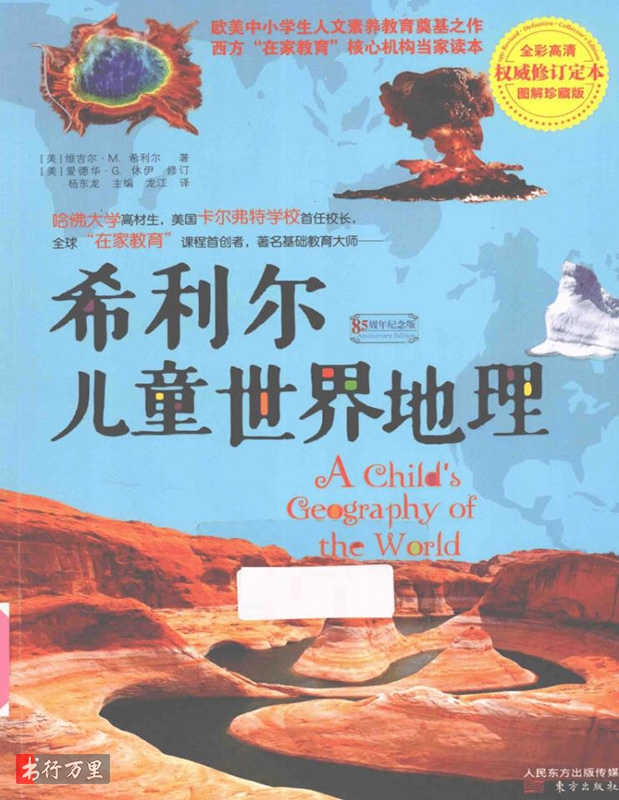 欧美中小学生人文素养教育奠基之作
西方“在家教育”核心机构当家读本
全彩高清
权威修订定本
图解珍藏版
[美] 维吉尔·M. 希利尔 著
[美] 爱德华·G. 休伊 修订
杨东龙 主编 龙江 译
哈佛大学高材生,美国卡尔弗特学校首任校长,
全球“在家教育”课程首创者,著名基础教育大师——
希利尔
85周年纪念版
Anniversary Edition
儿童世界地理
A Child's
Geography of
the World
书行万里
人民东方出版传媒
东方出版社